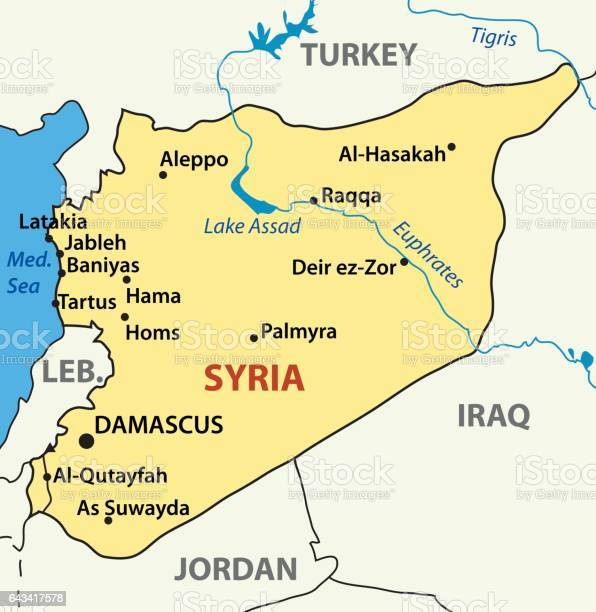 TURKEY
Tigris
Aleppo
Al-Hasakah
Raqqa
Lake Assad
Euphrates
Latakia
Jableh
Med.
Sea
Baniyas
Deir ez-Zor
Tartus
Hama
Homs
Palmyra
LEB.
SYRIA
IRAQ
DAMASCUS
Al-Qutayfah
As Suwayda
JORDAN
iStock
by Getty Images™
643417578